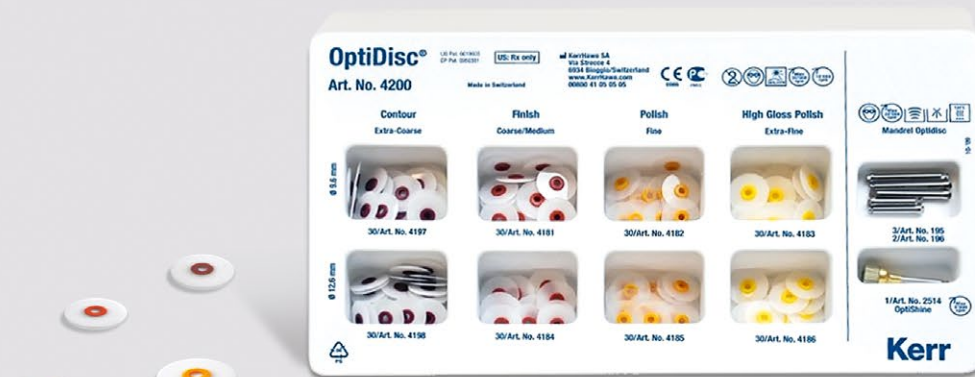 OptiDisc®
US: Rx only
KerrHawe SA
Via Strecce 4
6934 Bioggio/Switzerland
www.KerrHawe.com
00800 41 05 05 05
CE
Art. No. 4200
Made in Switzerland
Contour
Extra-Coarse
Finish
Coarse/Medium
Polish
Fine
High Gloss Polish
Extra-Fine
Mandrel Optidisc
Ø 9.6 mm
30/Art. No. 4197
30/Art. No. 4181
30/Art. No. 4182
30/Art. No. 4183
3/Art. No. 195
2/Art. No. 196
Ø 12.6 mm
30/Art. No. 4198
30/Art. No. 4184
30/Art. No. 4185
30/Art. No. 4186
1/Art. No. 2514
OptiShine
Kerr